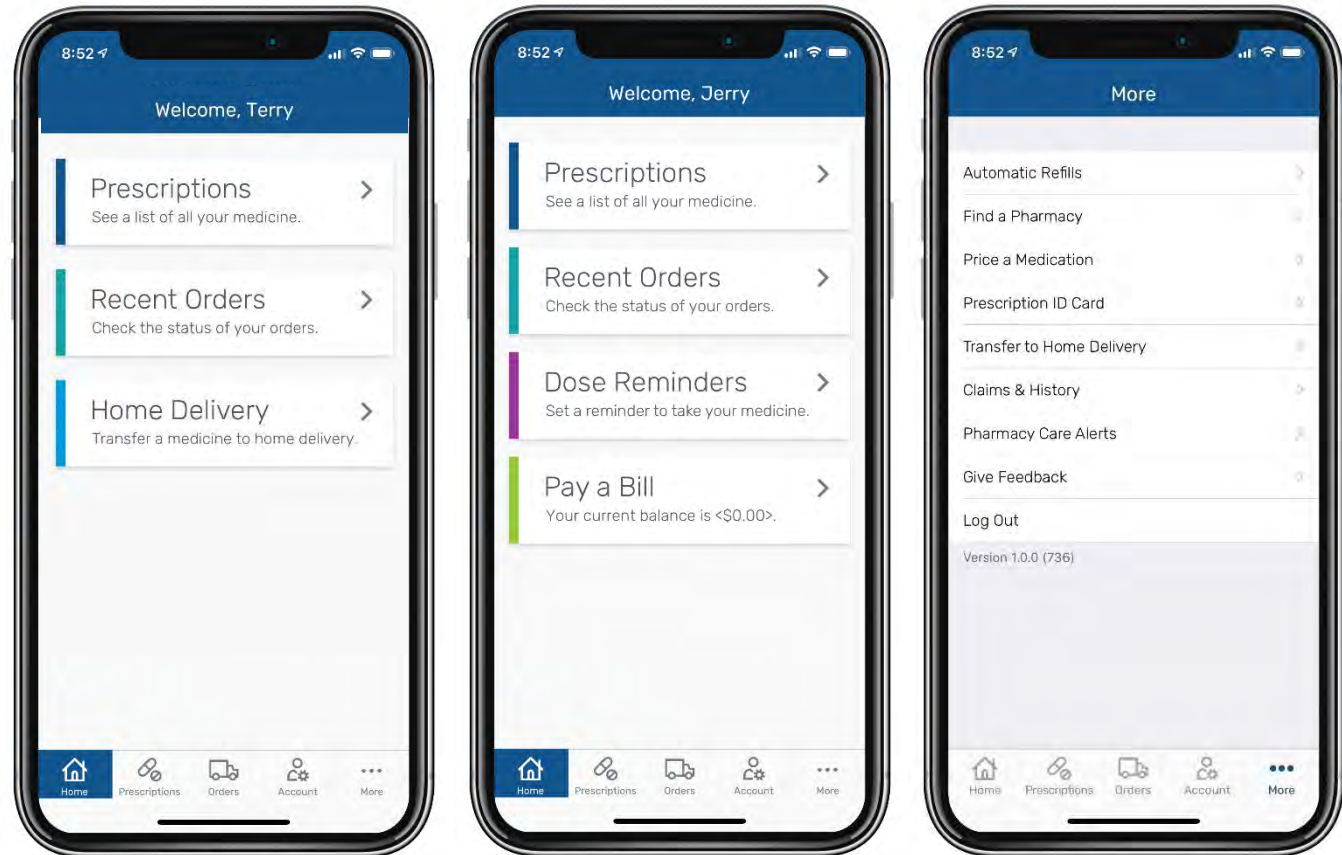 8:52
Welcome, Terry
Prescriptions
See a list of all your medicine.
Recent Orders
Check the status of your orders.
Home Delivery
Transfer a medicine to home delivery.
Home
Prescriptions
Orders
Account
More
8:52
Welcome, Jerry
Prescriptions
See a list of all your medicine.
Recent Orders
Check the status of your orders.
Dose Reminders
Set a reminder to take your medicine.
Pay a Bill
Your current balance is <$0.00>.
Home
Prescriptions
Orders
Account
More
8:52
More
Automatic Refills
Find a Pharmacy
Price a Medication
Prescription ID Card
Transfer to Home Delivery
Claims & History
Pharmacy Care Alerts
Give Feedback
Log Out
Version 1.0.0 (736)
Home
Prescriptions
Orders
Account
More